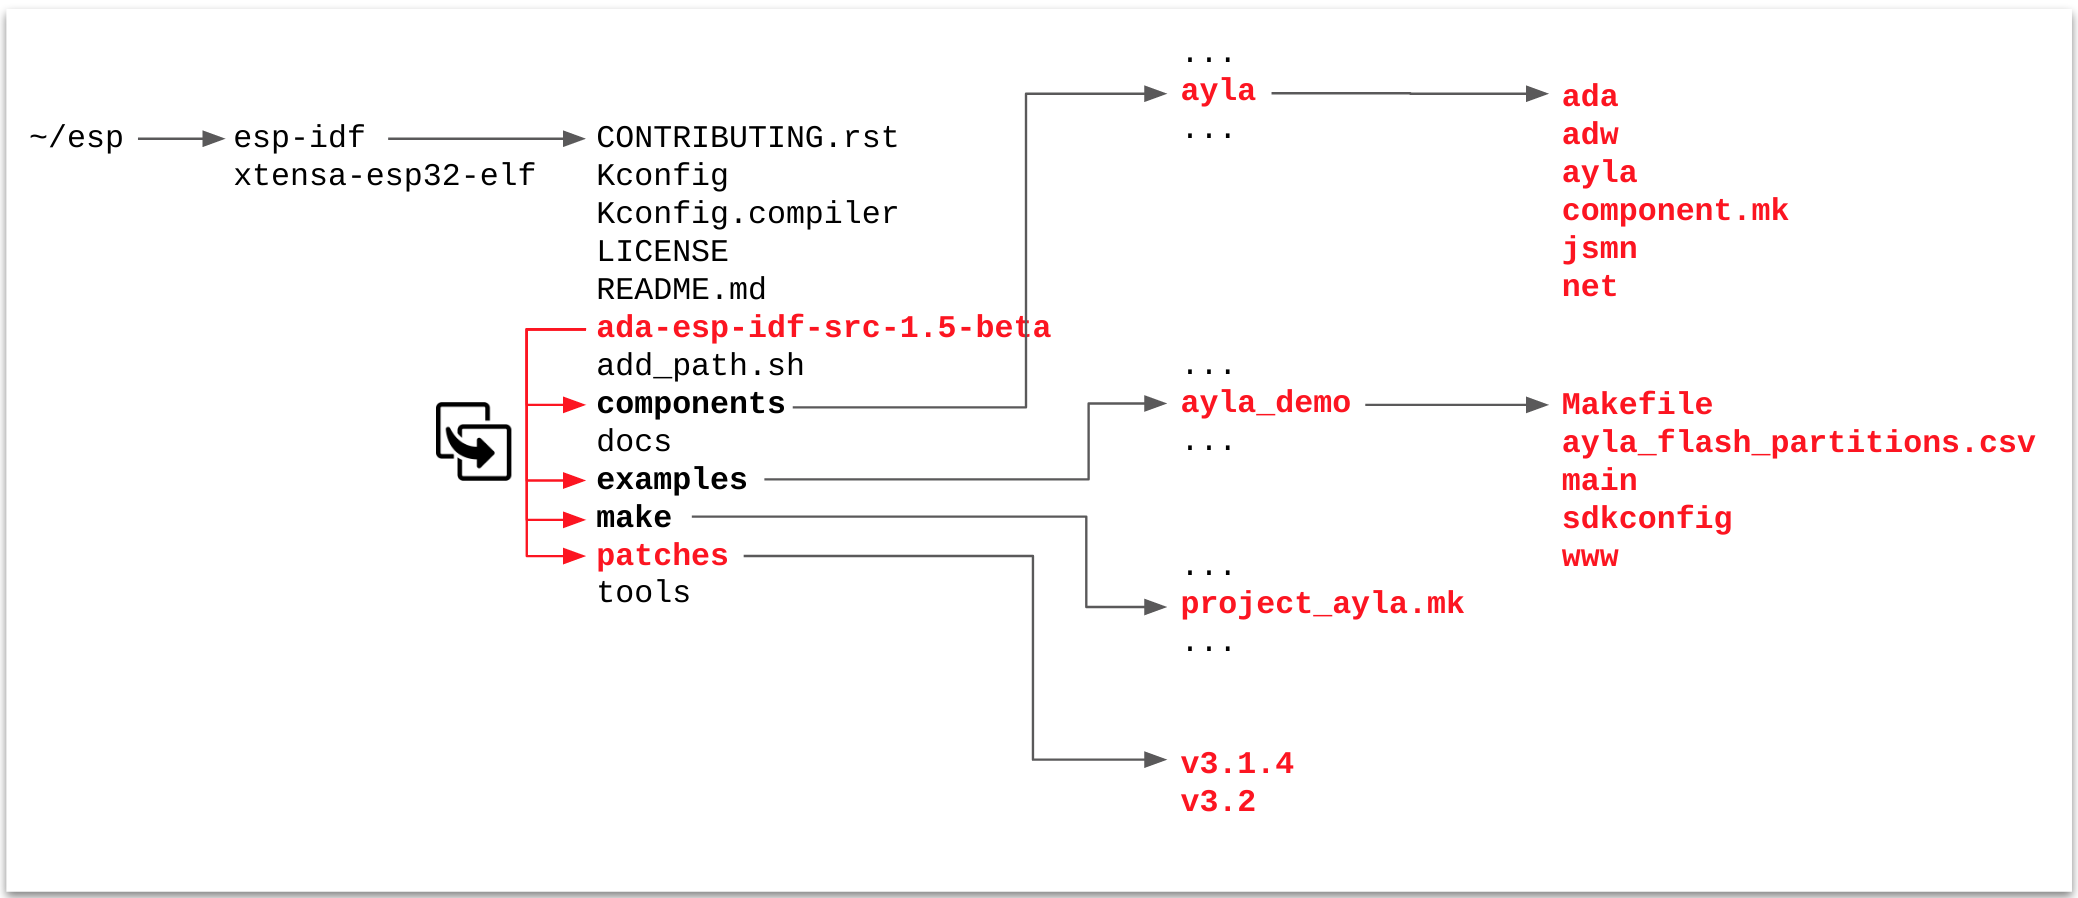 ~/esp
esp-idf
xtensa-esp32-elf
CONTRIBUTING.rst
Kconfig
Kconfig.compiler
LICENSE
README.md
ada-esp-idf-src-1.5-beta
add_path.sh
components
docs
examples
make
patches
tools
...
ayla
...
ada
adw
ayla
component.mk
jsmn
net
...
ayla_demo
...
Makefile
ayla_flash_partitions.csv
main
sdkconfig
www
...
project_ayla.mk
...
v3.1.4
v3.2